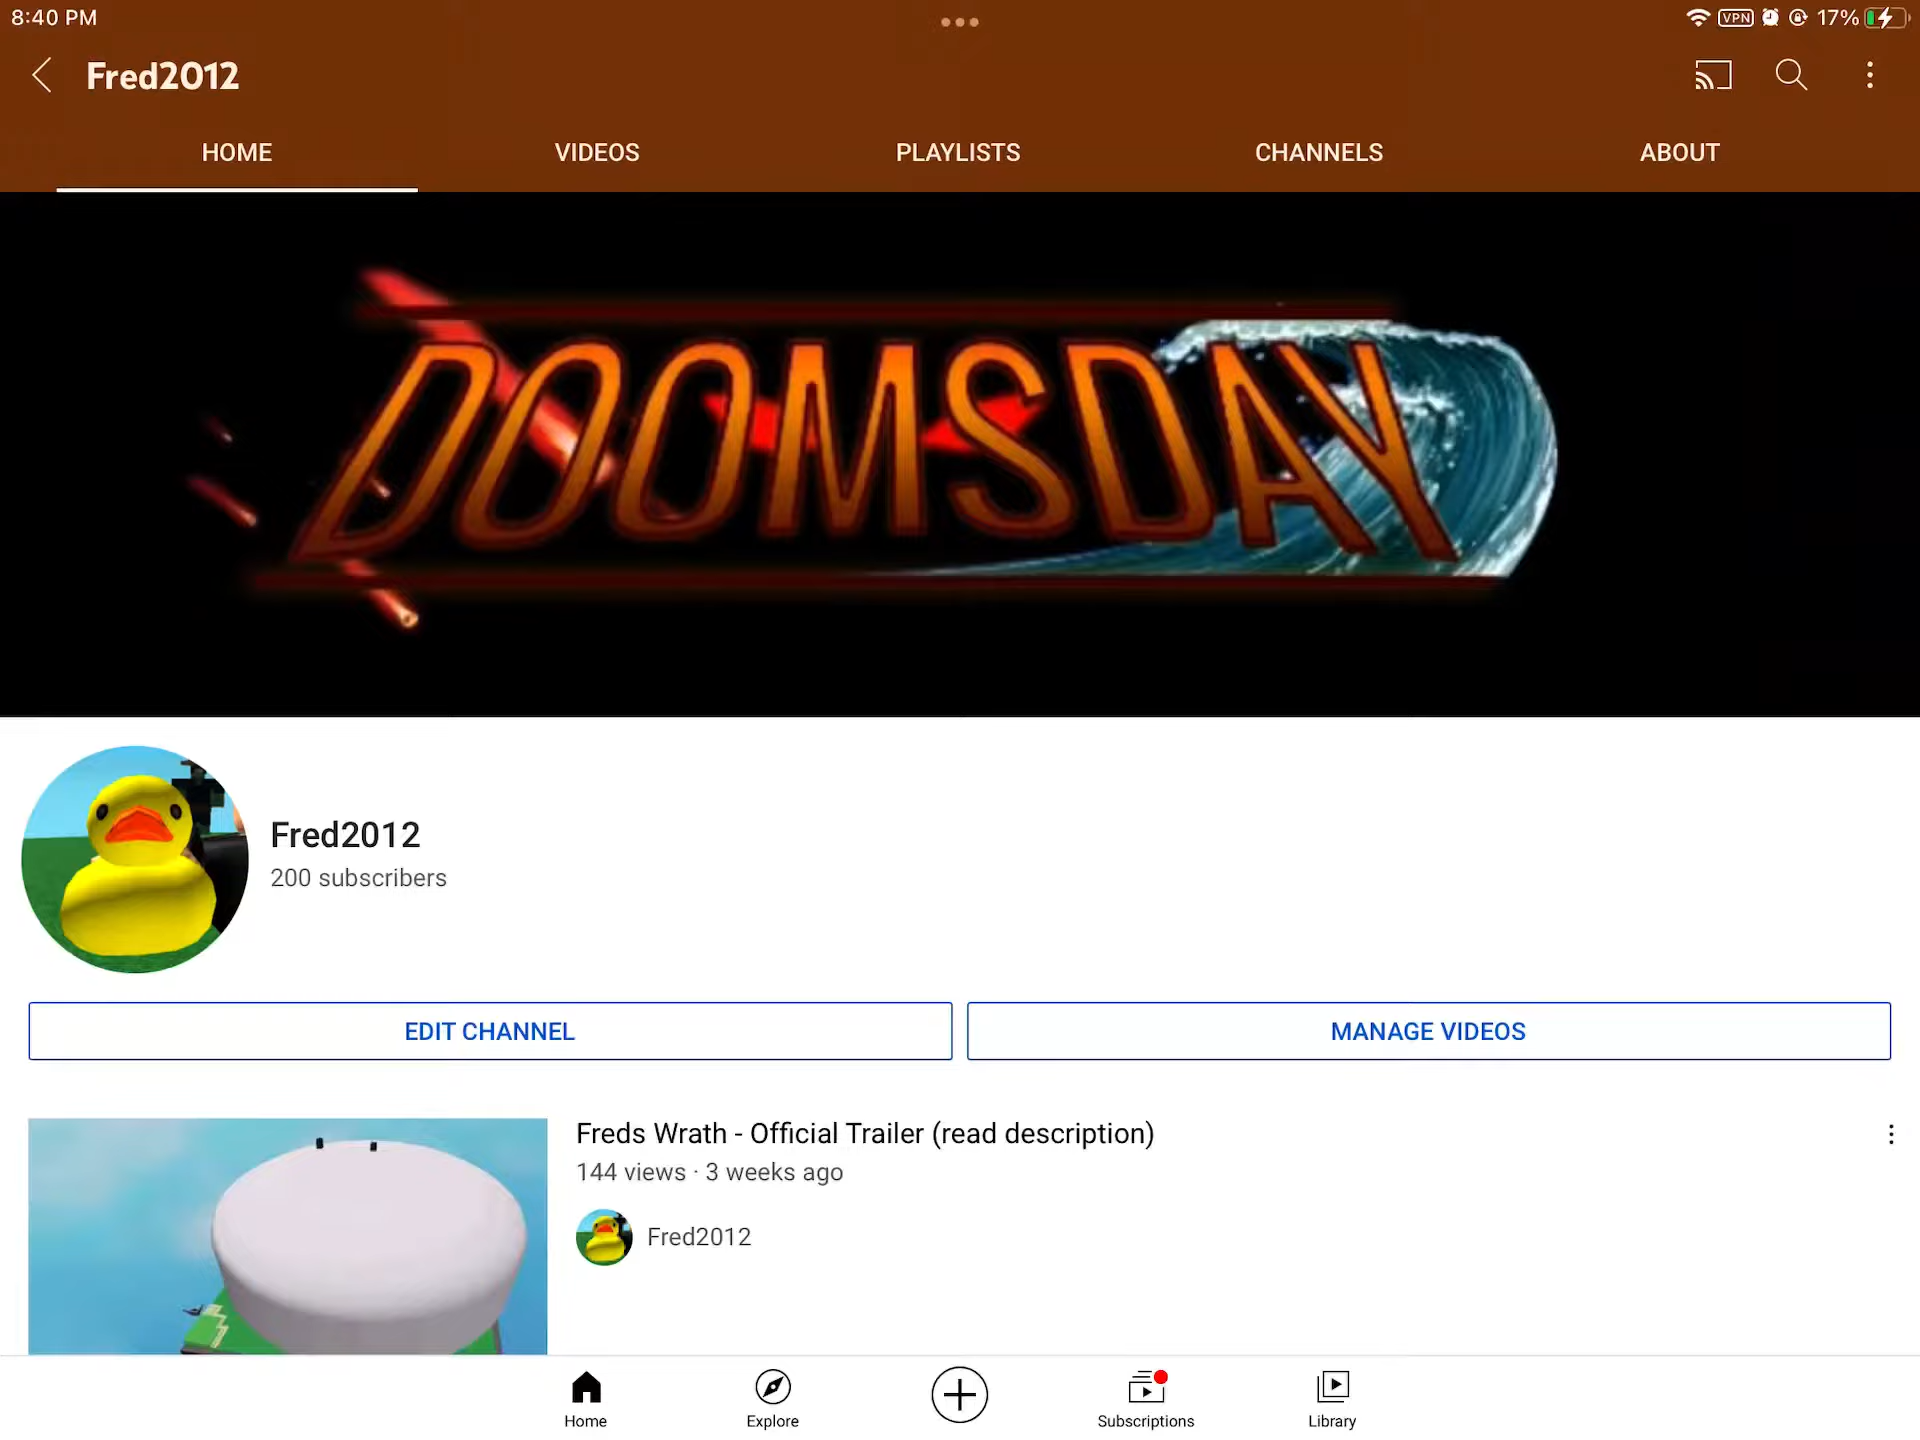 8:40 PM
VPN
17%
Fred2012
HOME
VIDEOS
PLAYLISTS
CHANNELS
ABOUT
DOOMSDAY
Fred2012
200 subscribers
EDIT CHANNEL
MANAGE VIDEOS
Freds Wrath - Official Trailer (read description)
144 views · 3 weeks ago
Fred2012
Home
Explore
Subscriptions
Library